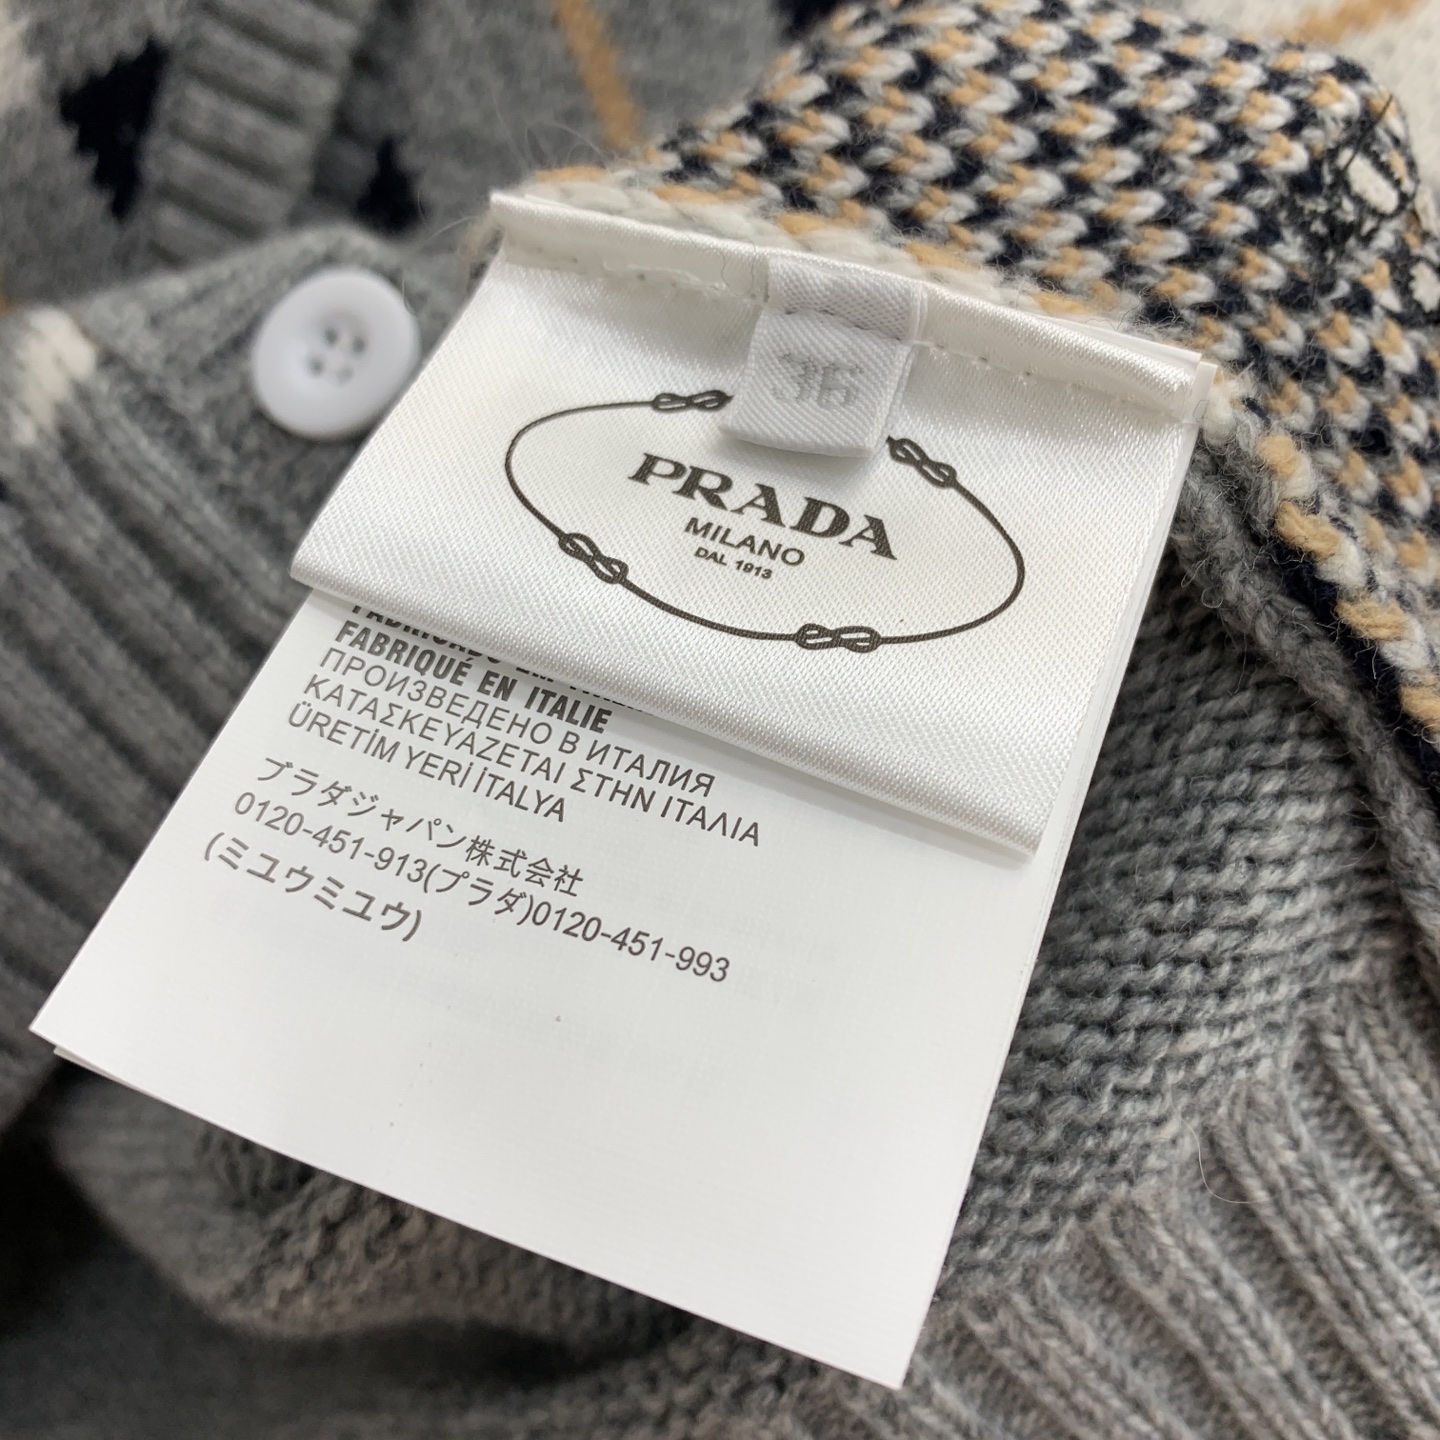 36
PRADA
MILANO
DAL 1913
FABRIQUÉ EN ITALIE
ПРОИЗВЕДЕНО В ИТАЛИЯ
ΚΑΤΑΣΚΕΥΑΖΕΤΑΙ ΣΤΗΝ ΙΤΑΛΙΑ
ÜRETİM YERİ İTALYA
プラダジャパン株式会社
0120-451-913(プラダ)0120-451-993
(ミユウミユウ)